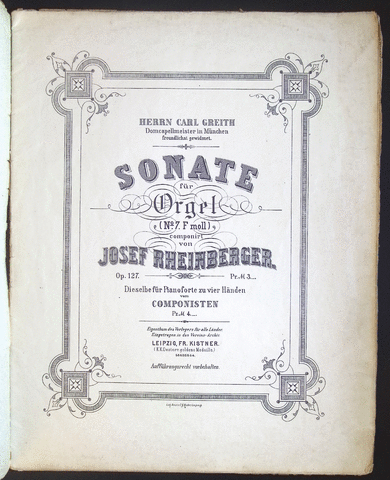 HERRN CARL GREITH
Domcapellmeister in München
freundlichst gewidmet.
SONATE
für
Orgel
(No. 7. F moll)
componirt
von
JOSEF RHEINBERGER.
Op. 127. Pr. M 3._
Dieselbe für Pianoforte zu vier Händen
vom
COMPONISTEN
Pr. M 4._
Eigenthum des Verlegers für alle Länder.
Eingetragen in das Vereins-Archiv.
LEIPZIG, FR. KISTNER.
(K.K. Oesterr. goldene Medaille.)
Aufführungsrecht vorbehalten.